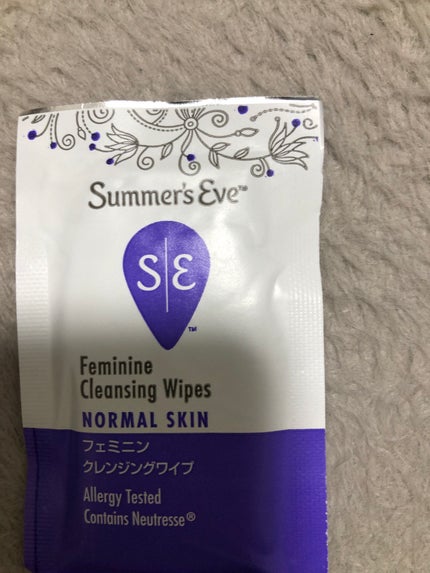 Summer's Eve™
S|E™
Feminine
Cleansing Wipes
NORMAL SKIN
フェミニン
クレンジングワイプ
Allergy Tested
Contains Neutresse®